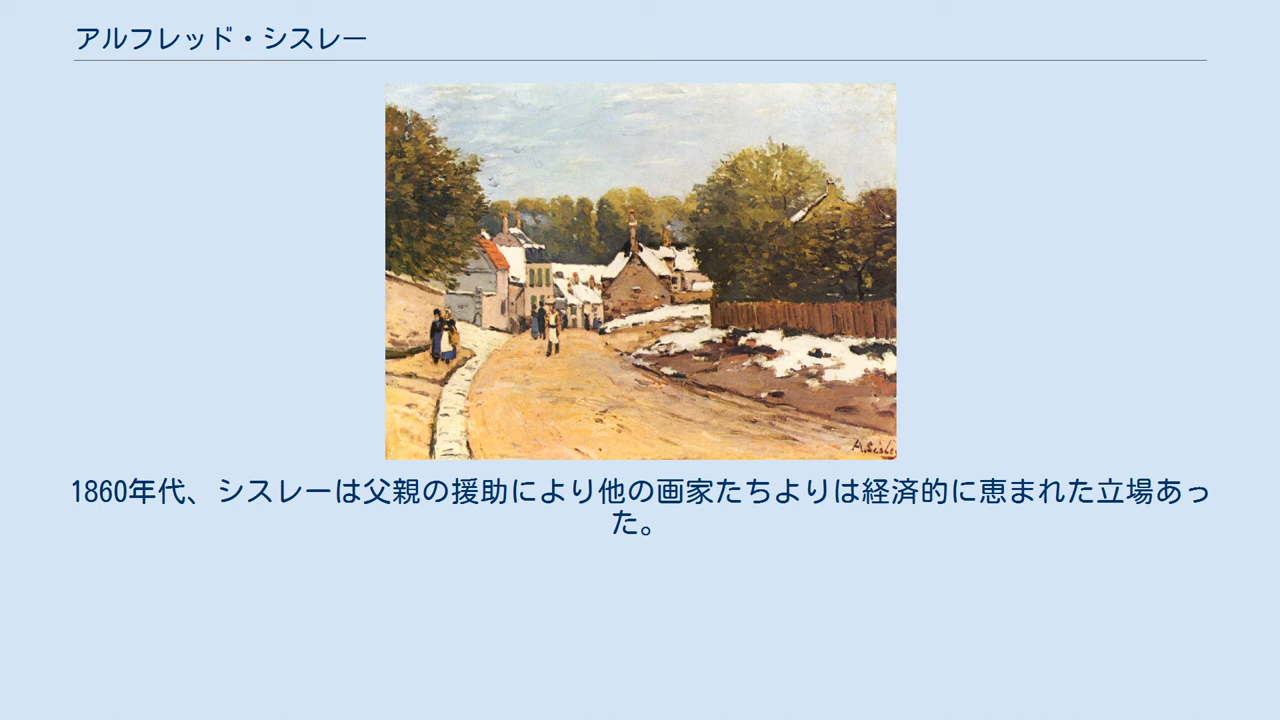 アルフレッド・シスレー
A.Sisley
1860年代、シスレーは父親の援助により他の画家たちよりは経済的に恵まれた立場あっ
た。